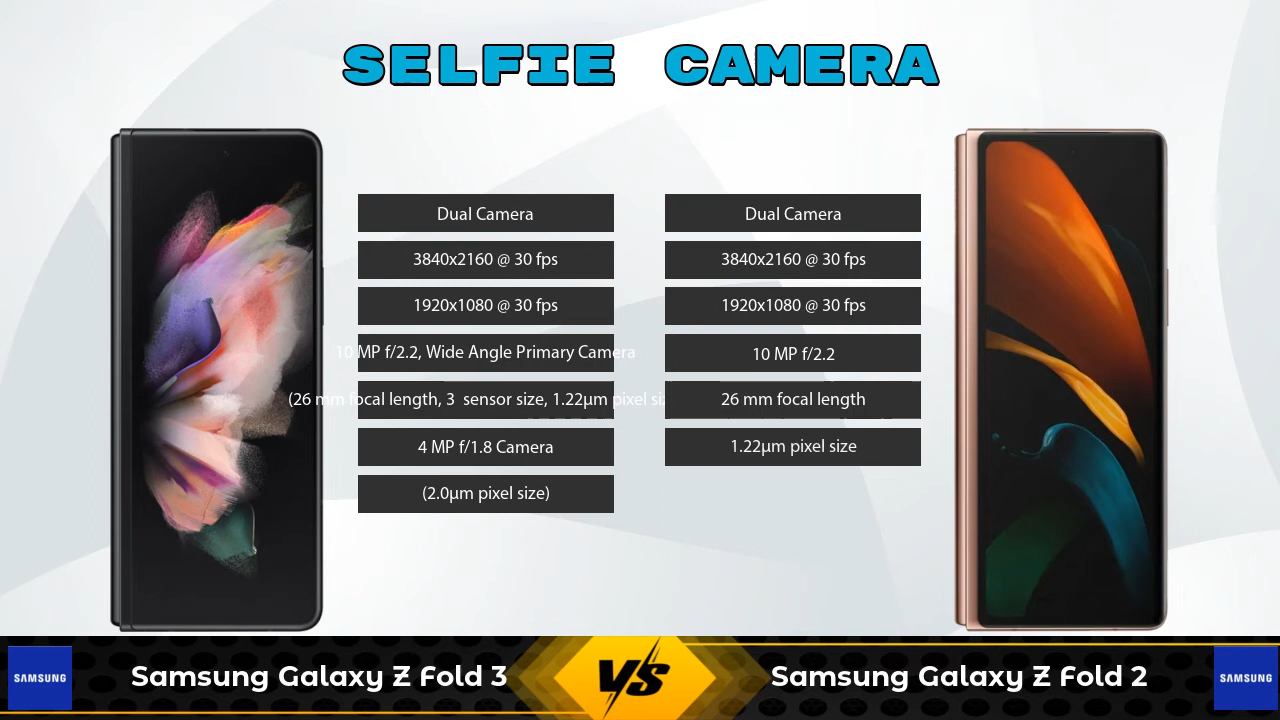 SELFIE CAMERA
Dual Camera
3840x2160 @ 30 fps
1920x1080 @ 30 fps
10 MP f/2.2, Wide Angle Primary Camera
(26 mm focal length, 3 sensor size, 1.22µm pixel
4 MP f/1.8 Camera
(2.0µm pixel size)
Dual Camera
3840x2160 @ 30 fps
1920x1080 @ 30 fps
10 MP f/2.2
26 mm focal length
1.22µm pixel size
SAMSUNG
Samsung Galaxy Z Fold 3
VS
Samsung Galaxy Z Fold 2
SAMSUNG